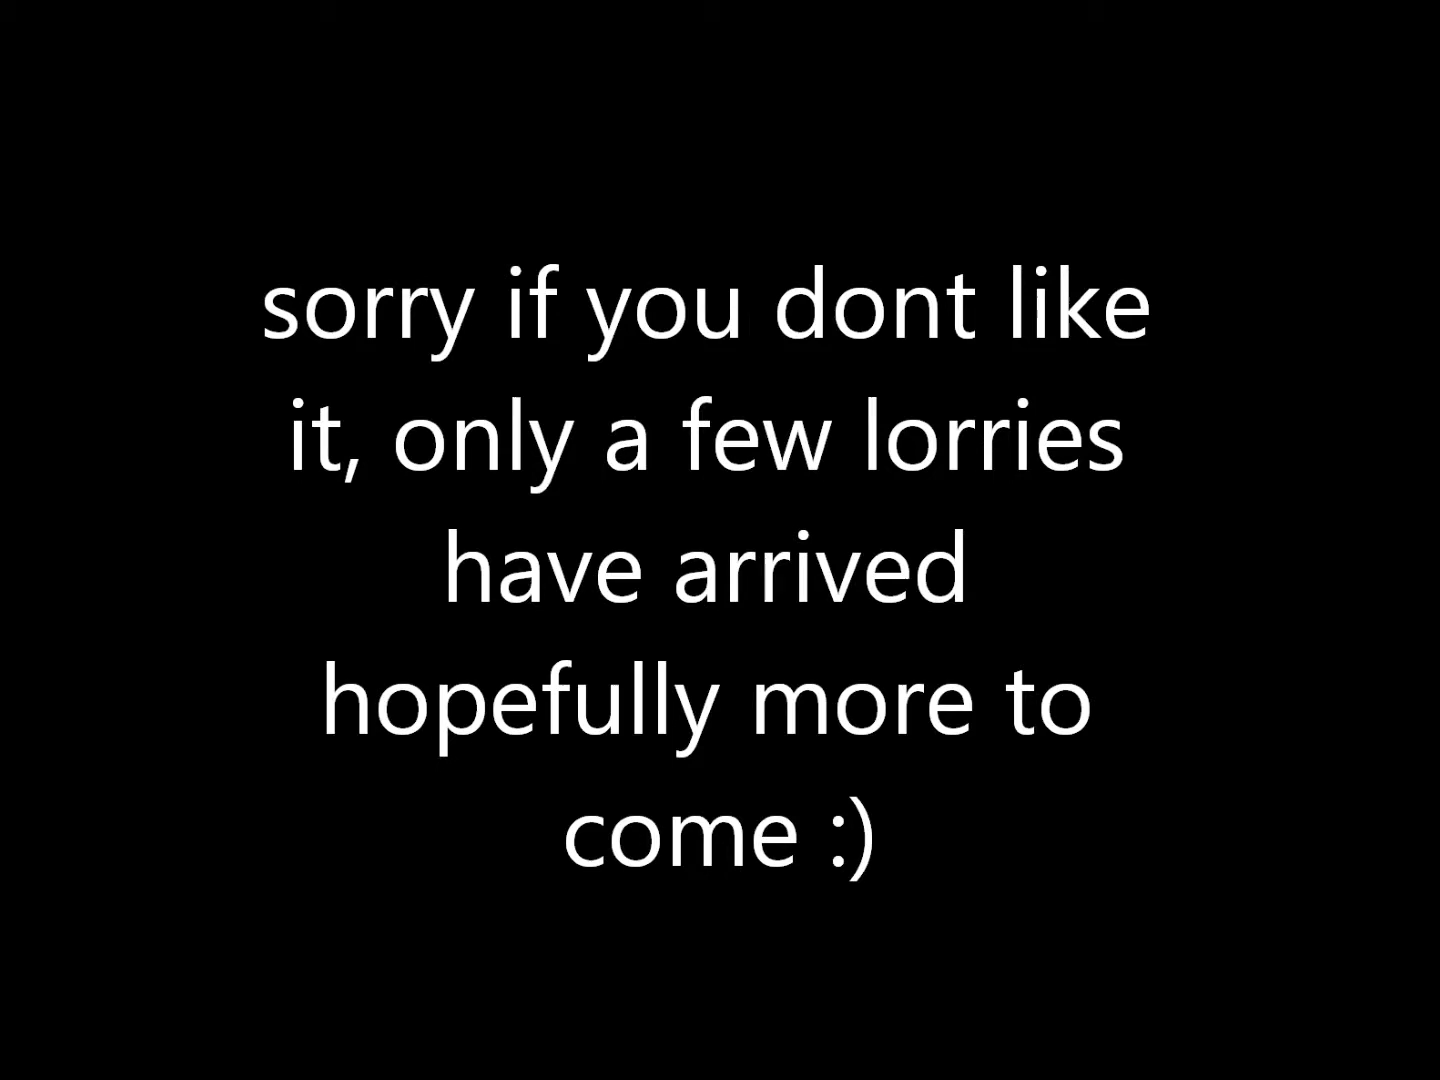 sorry if you dont like
it, only a few lorries
have arrived
hopefully more to
come :)